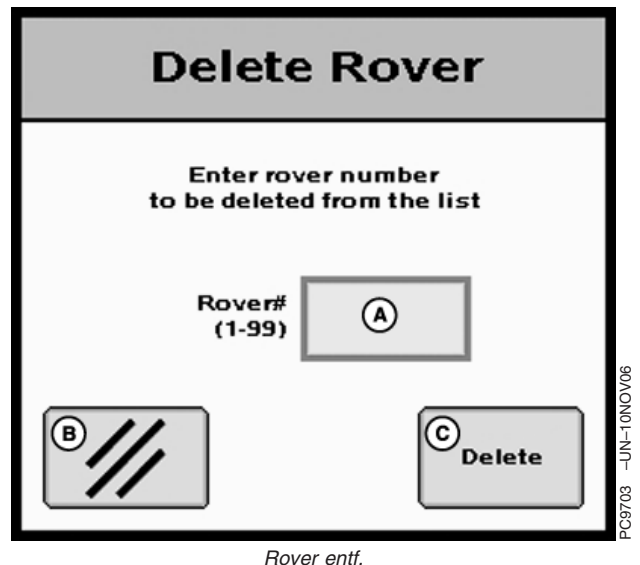 Delete Rover
Enter rover number
to be deleted from the list
Rover#
(1-99)
A
B
C
Delete
PC9703 –UN–10NOV06
Rover entf.